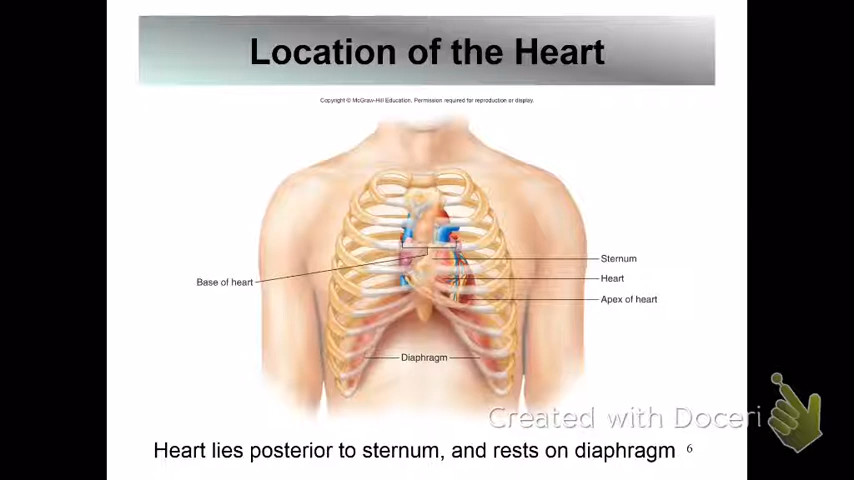 Location of the Heart
Copyright © McGraw-Hill Education. Permission required for reproduction or display.
Sternum
Base of heart
Heart
Apex of heart
Diaphragm
Created with Doceri
Heart lies posterior to sternum, and rests on diaphragm 6